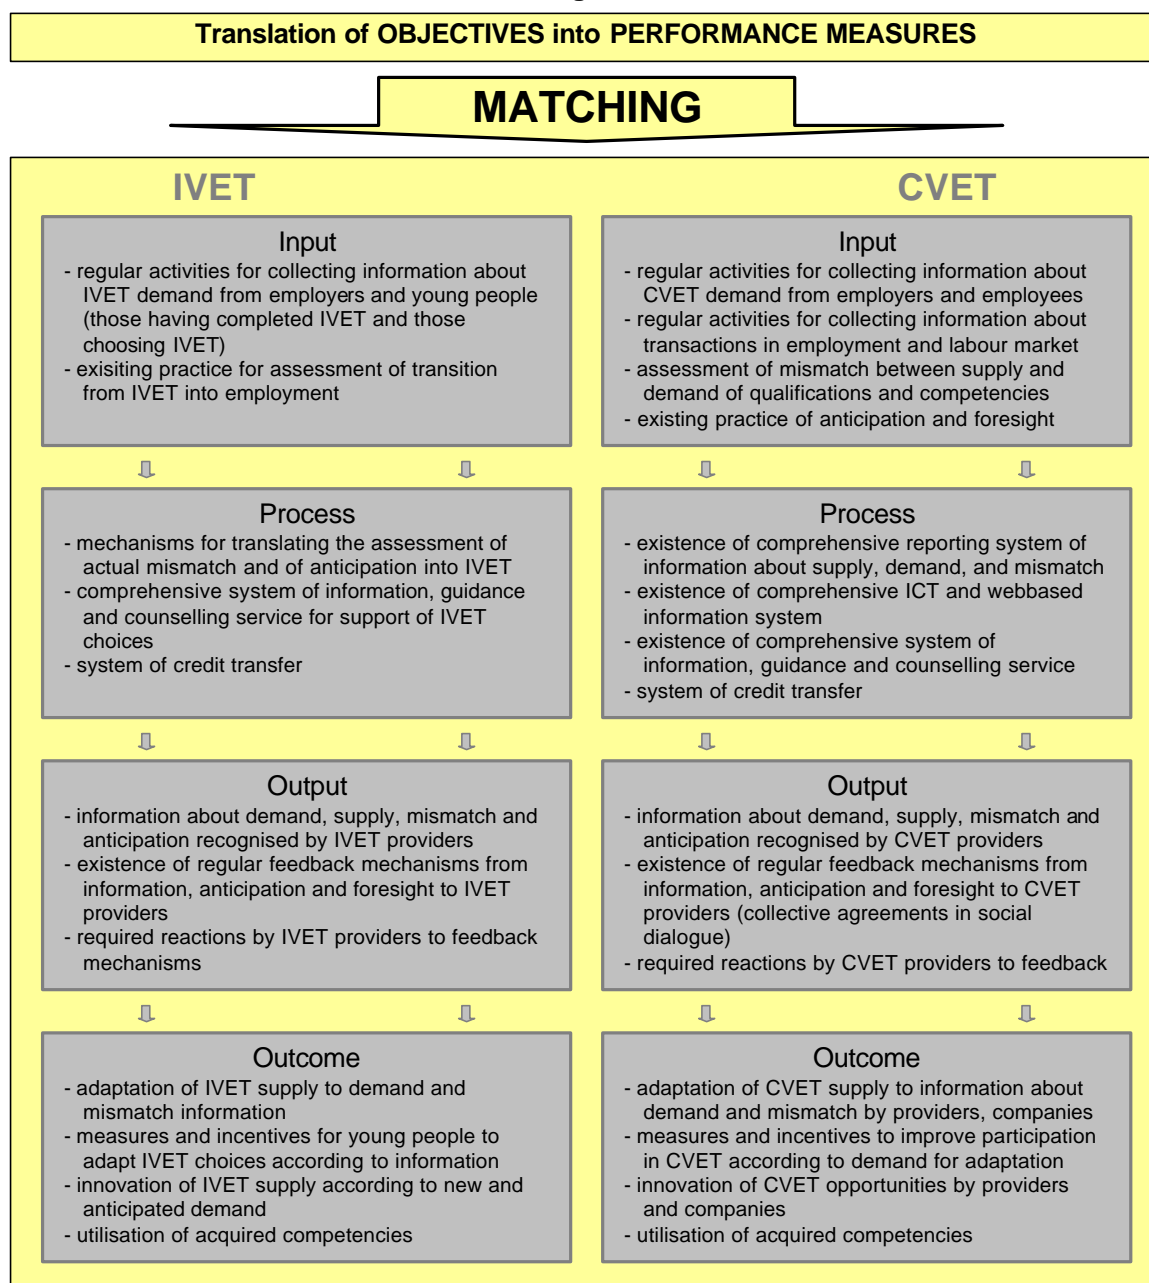 Translation of OBJECTIVES into PERFORMANCE MEASURES
MATCHING
IVET
Input
- regular activities for collecting information about
IVET demand from employers and young people
(those having completed IVET and those
choosing IVET)
- exisiting practice for assessment of transition
from IVET into employment
Process
- mechanisms for translating the assessment of
actual mismatch and of anticipation into IVET
- comprehensive system of information, guidance
and counselling service for support of IVET
choices
- system of credit transfer
Output
- information about demand, supply, mismatch and
anticipation recognised by IVET providers
- existence of regular feedback mechanisms from
information, anticipation and foresight to IVET
providers
- required reactions by IVET providers to feedback
mechanisms
Outcome
- adaptation of IVET supply to demand and
mismatch information
- measures and incentives for young people to
adapt IVET choices according to information
- innovation of IVET supply according to new and
anticipated demand
- utilisation of acquired competencies
CVET
Input
- regular activities for collecting information about
CVET demand from employers and employees
- regular activities for collecting information about
transactions in employment and labour market
- assessment of mismatch between supply and
demand of qualifications and competencies
- existing practice of anticipation and foresight
Process
- existence of comprehensive reporting system of
information about supply, demand, and mismatch
- existence of comprehensive ICT and webbased
information system
- existence of comprehensive system of
information, guidance and counselling service
- system of credit transfer
Output
- information about demand, supply, mismatch and
anticipation recognised by CVET providers
- existence of regular feedback mechanisms from
information, anticipation and foresight to CVET
providers (collective agreements in social
dialogue)
- required reactions by CVET providers to feedback
Outcome
- adaptation of CVET supply to information about
demand and mismatch by providers, companies
- measures and incentives to improve participation
in CVET according to demand for adaptation
- innovation of CVET opportunities by providers
and companies
- utilisation of acquired competencies